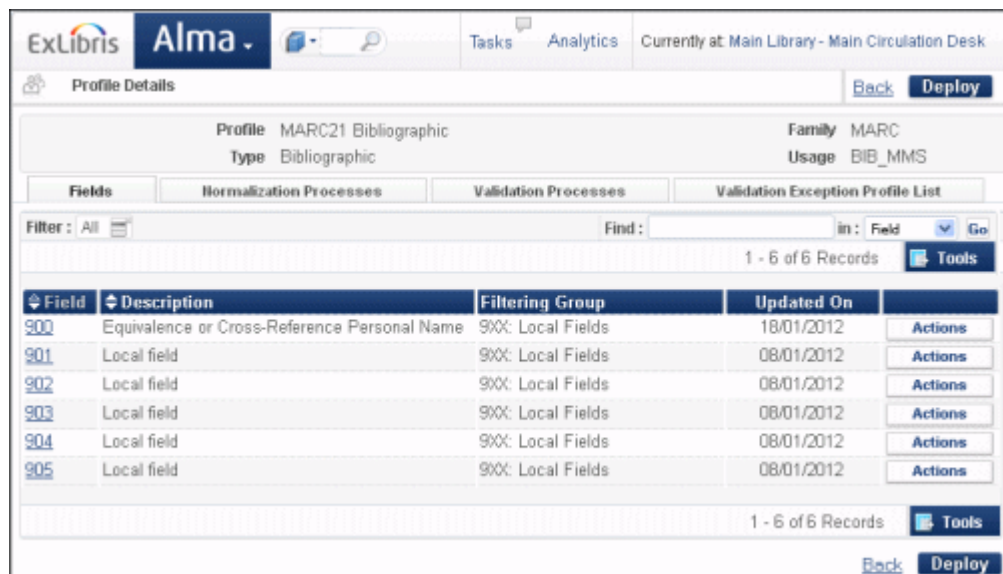 ExLibris Alma Tasks Analytics Currently at: Main Library - Main Circulation Desk
Profile Details Back Deploy
Profile MARC21 Bibliographic Family MARC
Type Bibliographic Usage BIB_MMS
Fields Normalization Processes Validation Processes Validation Exception Profile List
Filter : All Find : in : Field Go
1 - 6 of 6 Records Tools
Field Description Filtering Group Updated On
900 Equivalence or Cross-Reference Personal Name 9XX: Local Fields 18/01/2012 Actions
901 Local field 9XX: Local Fields 08/01/2012 Actions
902 Local field 9XX: Local Fields 08/01/2012 Actions
903 Local field 9XX: Local Fields 08/01/2012 Actions
904 Local field 9XX: Local Fields 08/01/2012 Actions
905 Local field 9XX: Local Fields 08/01/2012 Actions
1 - 6 of 6 Records Tools
Back Deploy